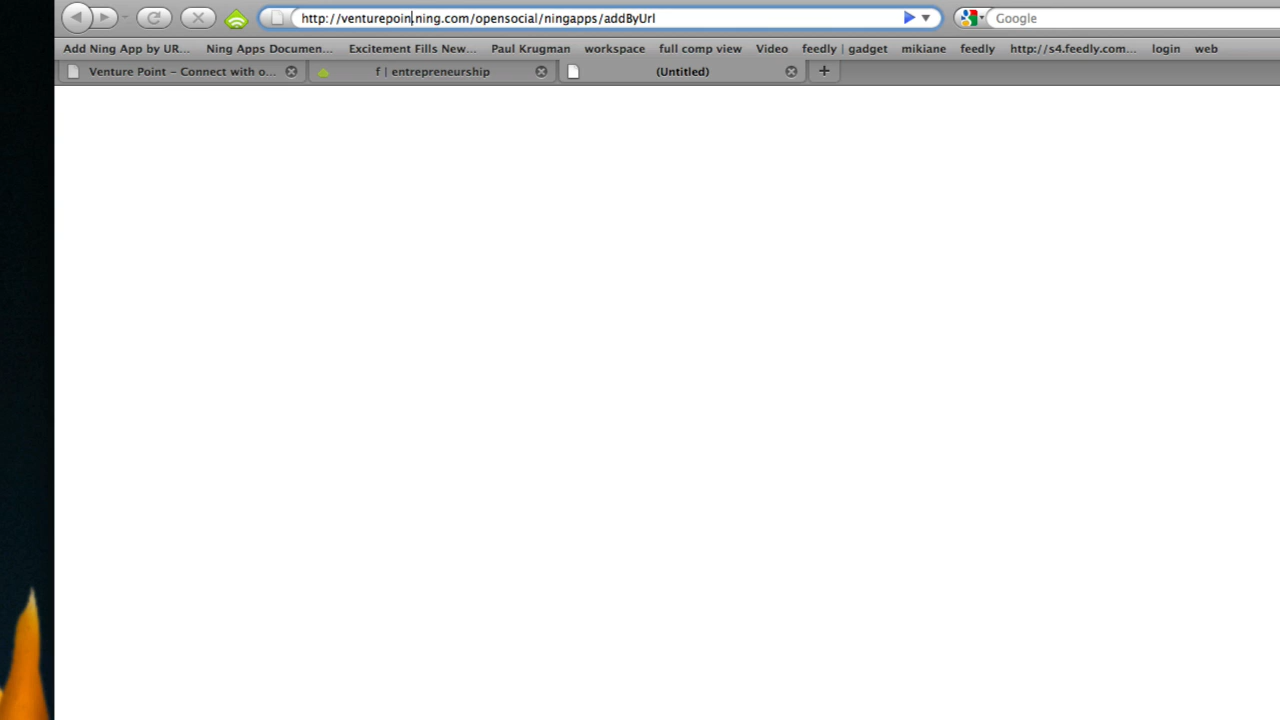 http://venturepoin.ning.com/opensocial/ningapps/addByUrl
Google
Add Ning App by UR... Ning Apps Documen... Excitement Fills New... Paul Krugman workspace full comp view Video feedly | gadget mikiane feedly http://s4.feedly.com... login web
Venture Point – Connect with o... f | entrepreneurship (Untitled)